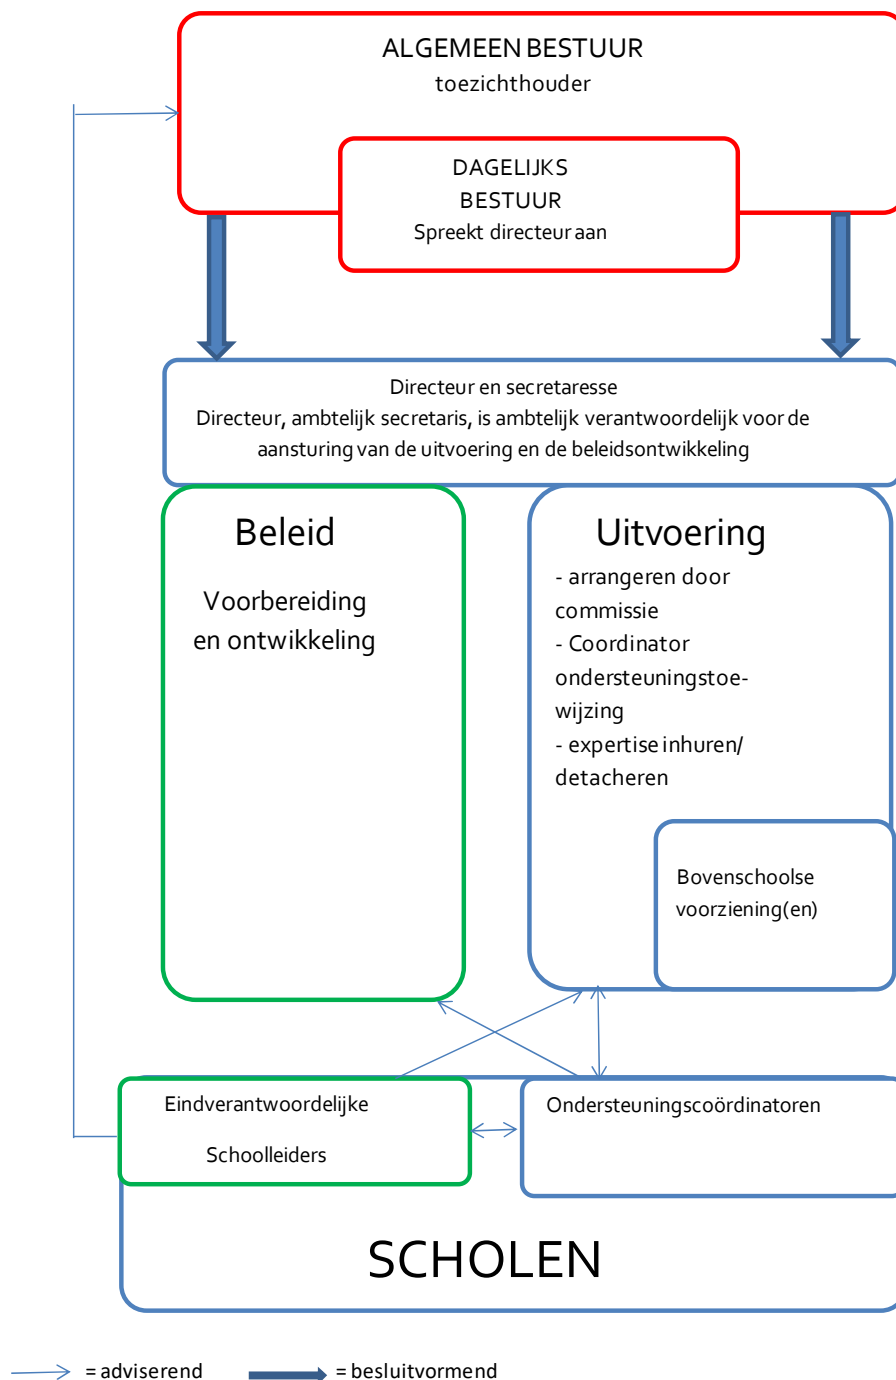 ALGEMEEN BESTUUR
toezichthouder
DAGELIJKS
BESTUUR
Spreekt directeur aan
Directeur en secretaresse
Directeur, ambtelijk secretaris, is ambtelijk verantwoordelijk voor de
aansturing van de uitvoering en de beleidsontwikkeling
Beleid
Voorbereiding
en ontwikkeling
Uitvoering
- arrangeren door
commissie
- Coordinator
ondersteuningstoe-
wijzing
- expertise inhuren/
detacheren
Bovenschoolse
voorziening(en)
Eindverantwoordelijke
Schoolleiders
Ondersteuningscoördinatoren
SCHOLEN
= adviserend
= besluitvormend